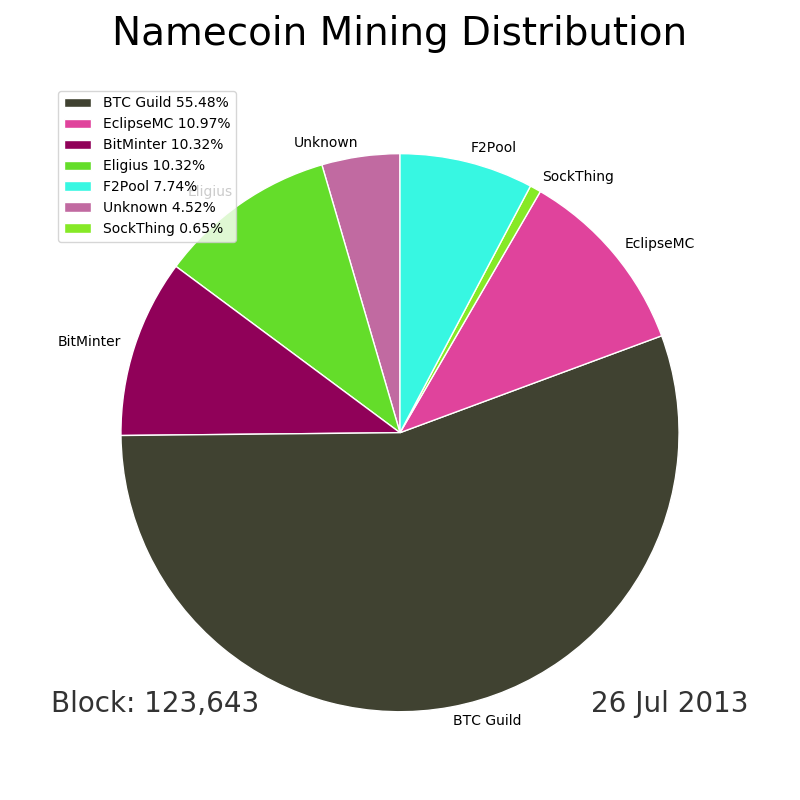 Namecoin Mining Distribution
BTC Guild 55.48%
EclipseMC 10.97%
BitMinter 10.32%
Eligius 10.32%
F2Pool 7.74%
Unknown 4.52%
SockThing 0.65%
Unknown
F2Pool
SockThing
Eligius
EclipseMC
BitMinter
Block: 123,643
26 Jul 2013
BTC Guild